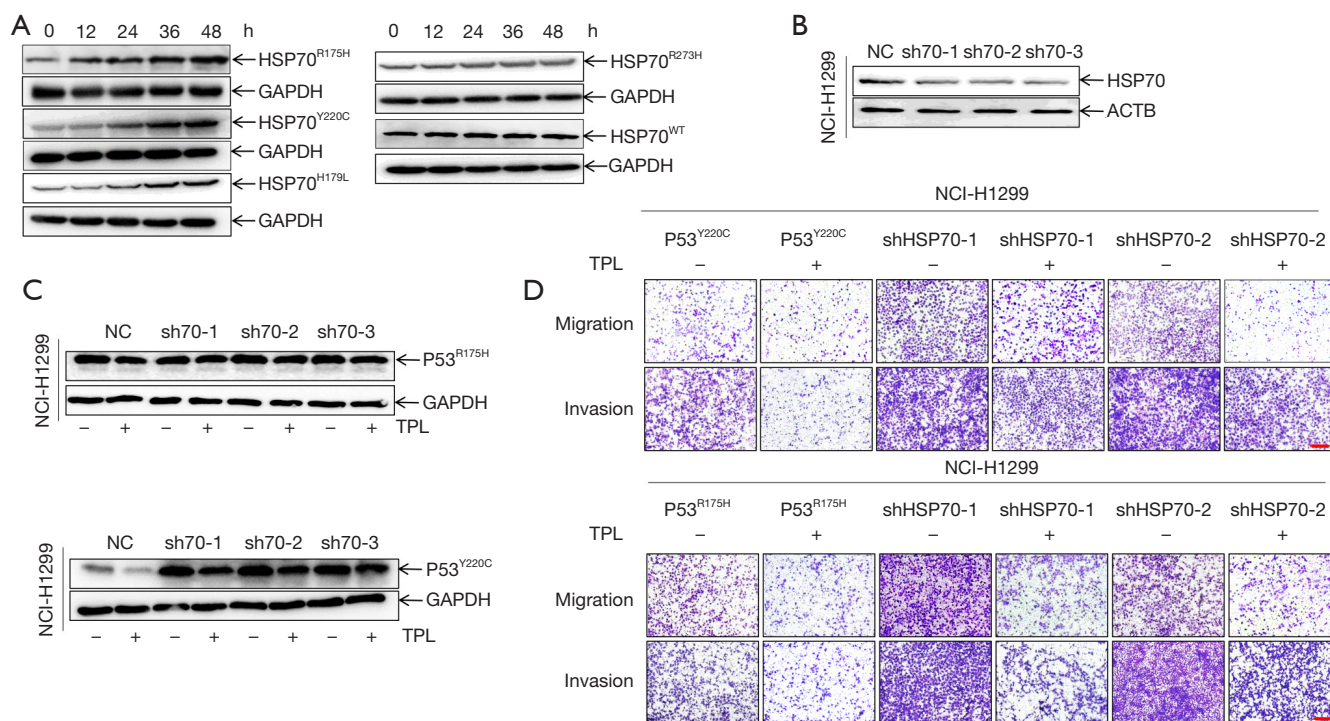 A
0 12 24 36 48 h
HSP70R175H
GAPDH
HSP70Y220C
GAPDH
HSP70H179L
GAPDH
0 12 24 36 48 h
HSP70R273H
GAPDH
HSP70WT
GAPDH
B
NCI-H1299
NC sh70-1 sh70-2 sh70-3
HSP70
ACTB
C
NCI-H1299
NC sh70-1 sh70-2 sh70-3
P53R175H
GAPDH
– + – + – + – + TPL
NCI-H1299
NC sh70-1 sh70-2 sh70-3
P53Y220C
GAPDH
– + – + – + – + TPL
D
NCI-H1299
P53Y220C P53Y220C shHSP70-1 shHSP70-1 shHSP70-2 shHSP70-2
TPL – + – + – +
Migration
Invasion
NCI-H1299
P53R175H P53R175H shHSP70-1 shHSP70-1 shHSP70-2 shHSP70-2
TPL – + – + – +
Migration
Invasion